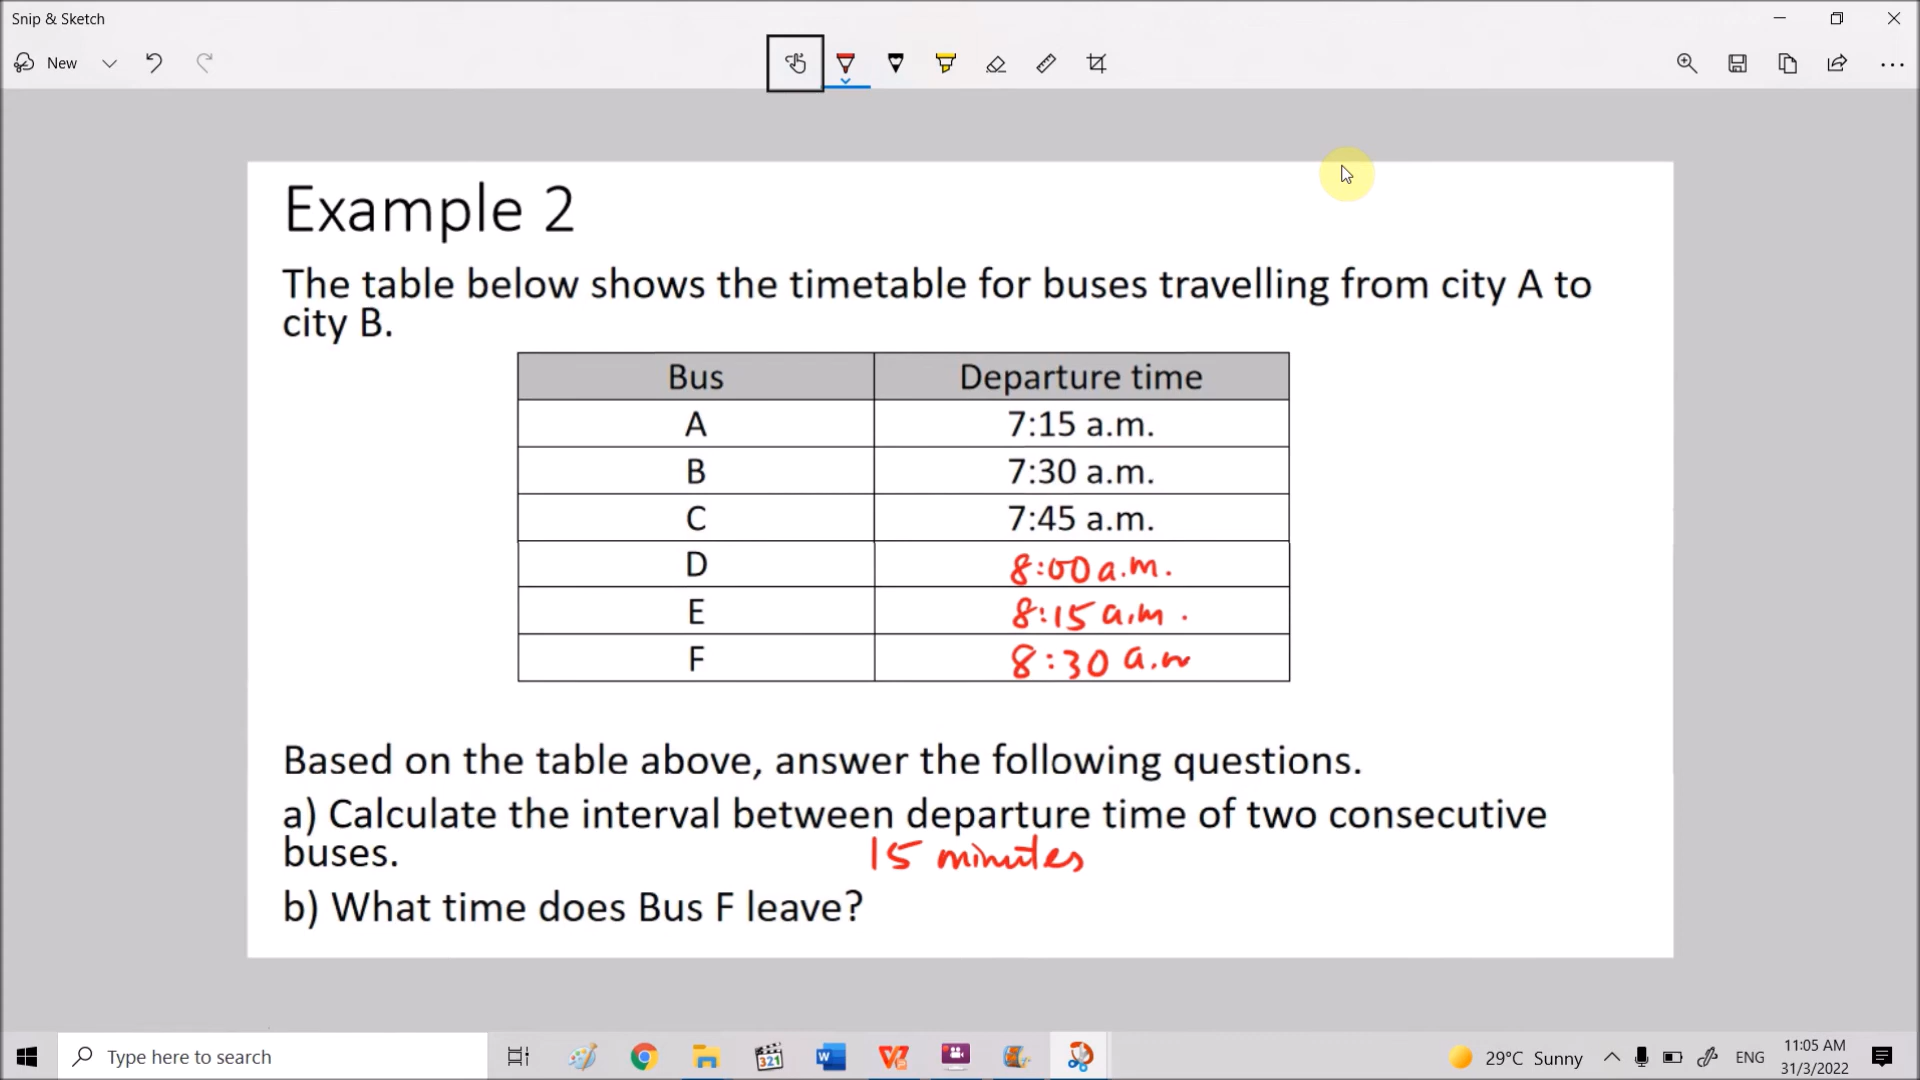 Snip & Sketch
New
Example 2
The table below shows the timetable for buses travelling from city A to
city B.
Bus Departure time
A 7:15 a.m.
B 7:30 a.m.
C 7:45 a.m.
D 8:00 a.m.
E 8:15 a.m.
F 8:30 a.m
Based on the table above, answer the following questions.
a) Calculate the interval between departure time of two consecutive
buses. 15 minutes
b) What time does Bus F leave?
Type here to search
321
W
29°C Sunny
ENG
11:05 AM
31/3/2022